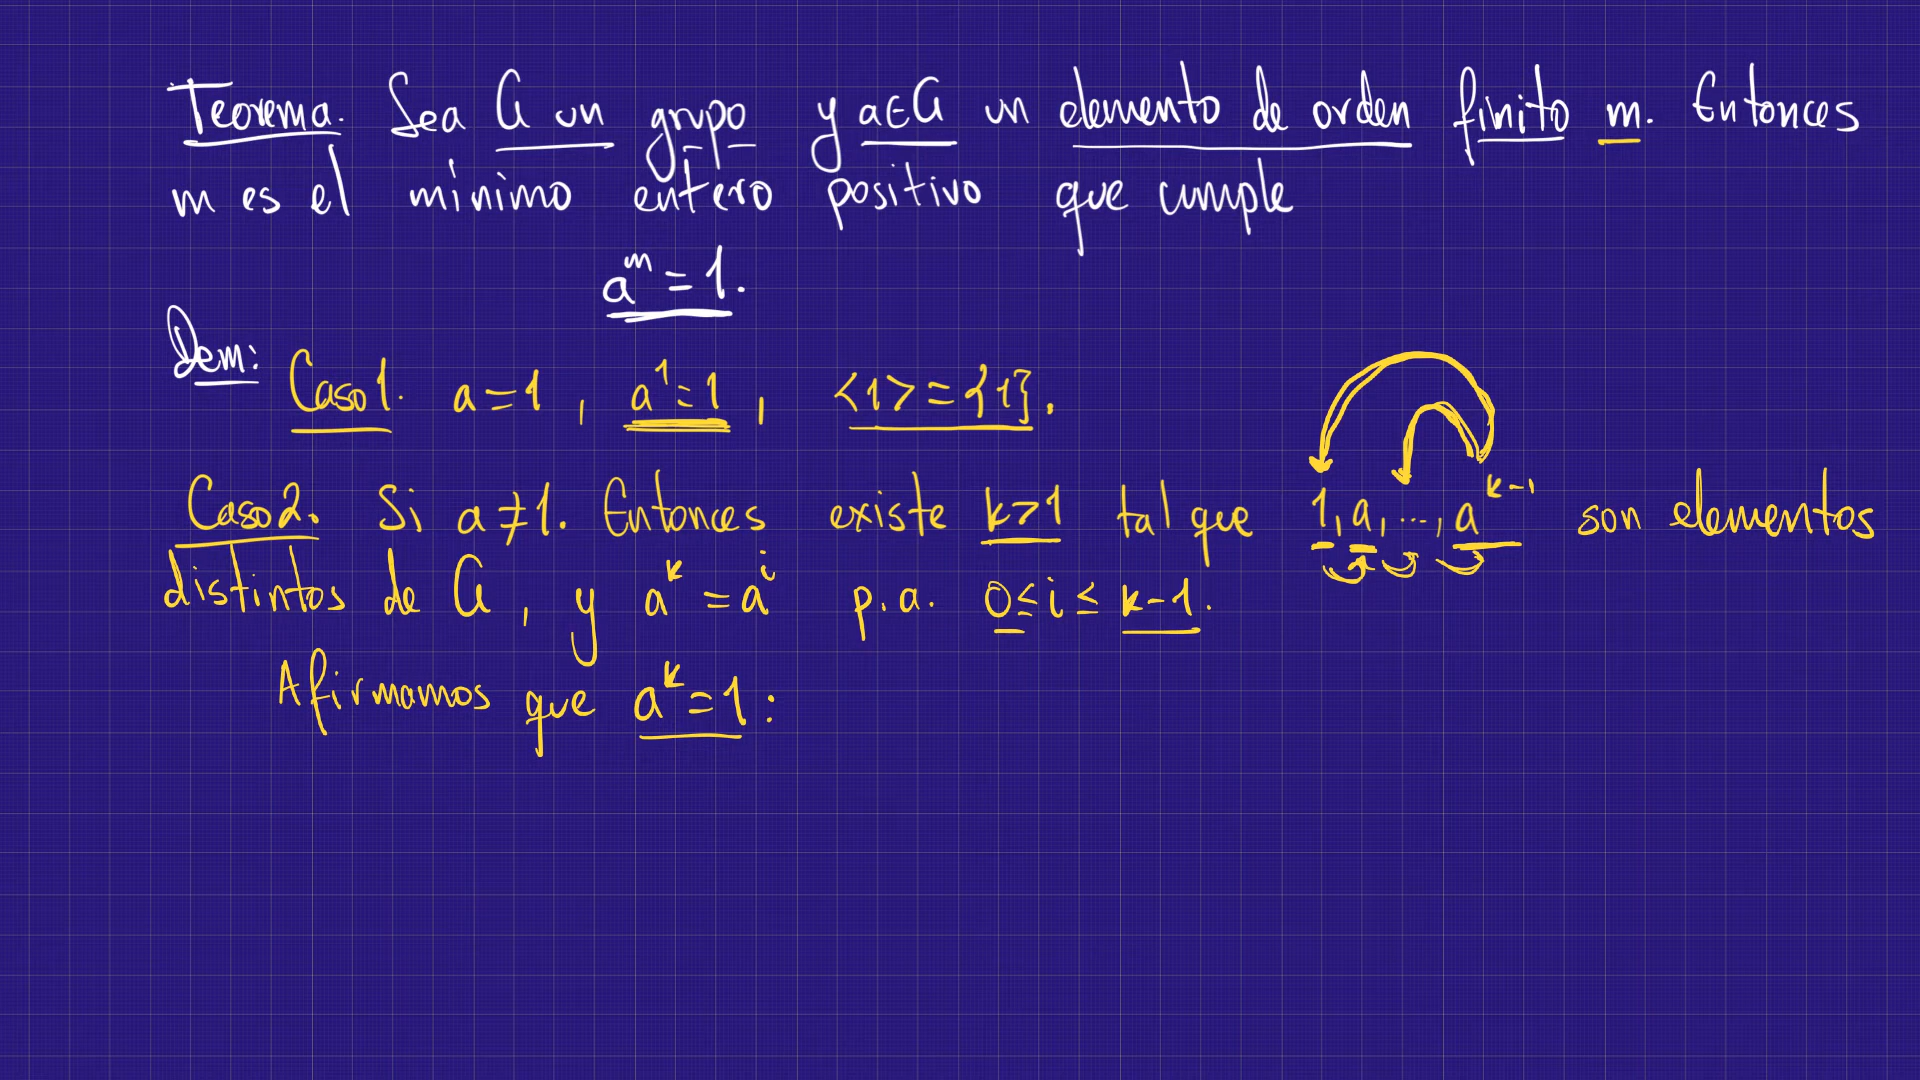 Teorema. Sea G un grupo y a∈G un elemento de orden finito m. Entonces
m es el mínimo entero positivo que cumple
a^m = 1.
Dem:
Caso 1. a = 1, a^1 = 1, <1> = {1}.
Caso 2. Si a ≠ 1. Entonces existe k>1 tal que 1, a, ..., a^{k-1} son elementos
distintos de G, y a^k = a^i p.a. 0 ≤ i ≤ k-1.
Afirmamos que a^k = 1: